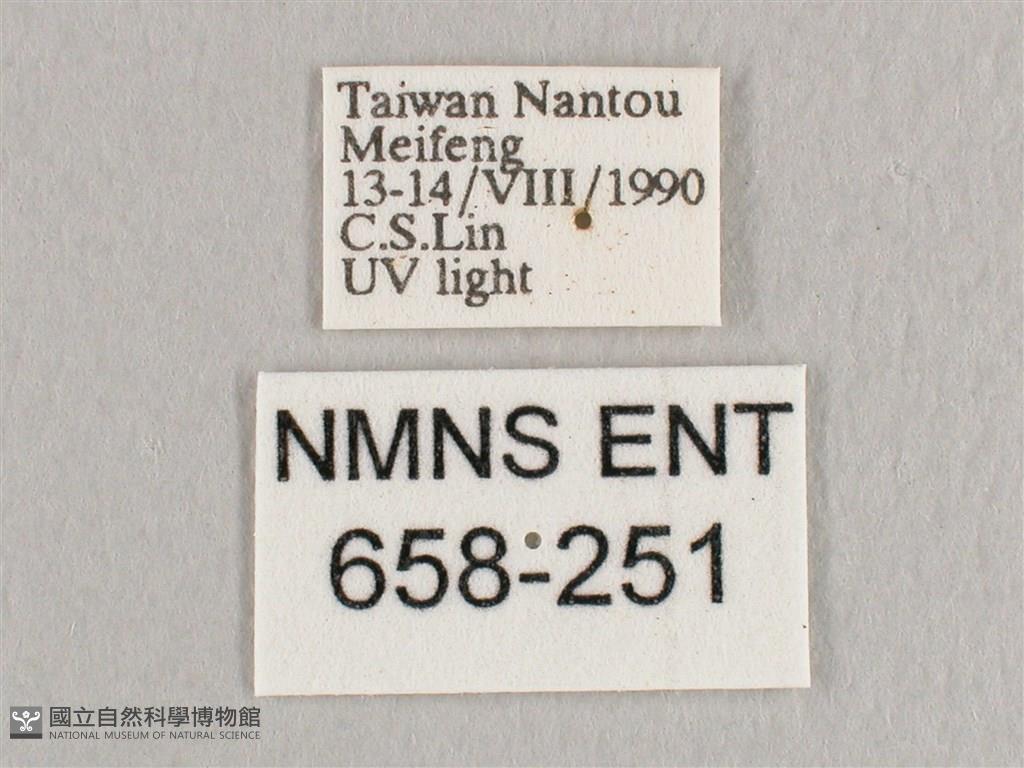 Taiwan Nantou
Meifeng
13-14/VIII/1990
C.S.Lin
UV light
NMNS ENT
658-251
國立自然科學博物館
NATIONAL MUSEUM OF NATURAL SCIENCE